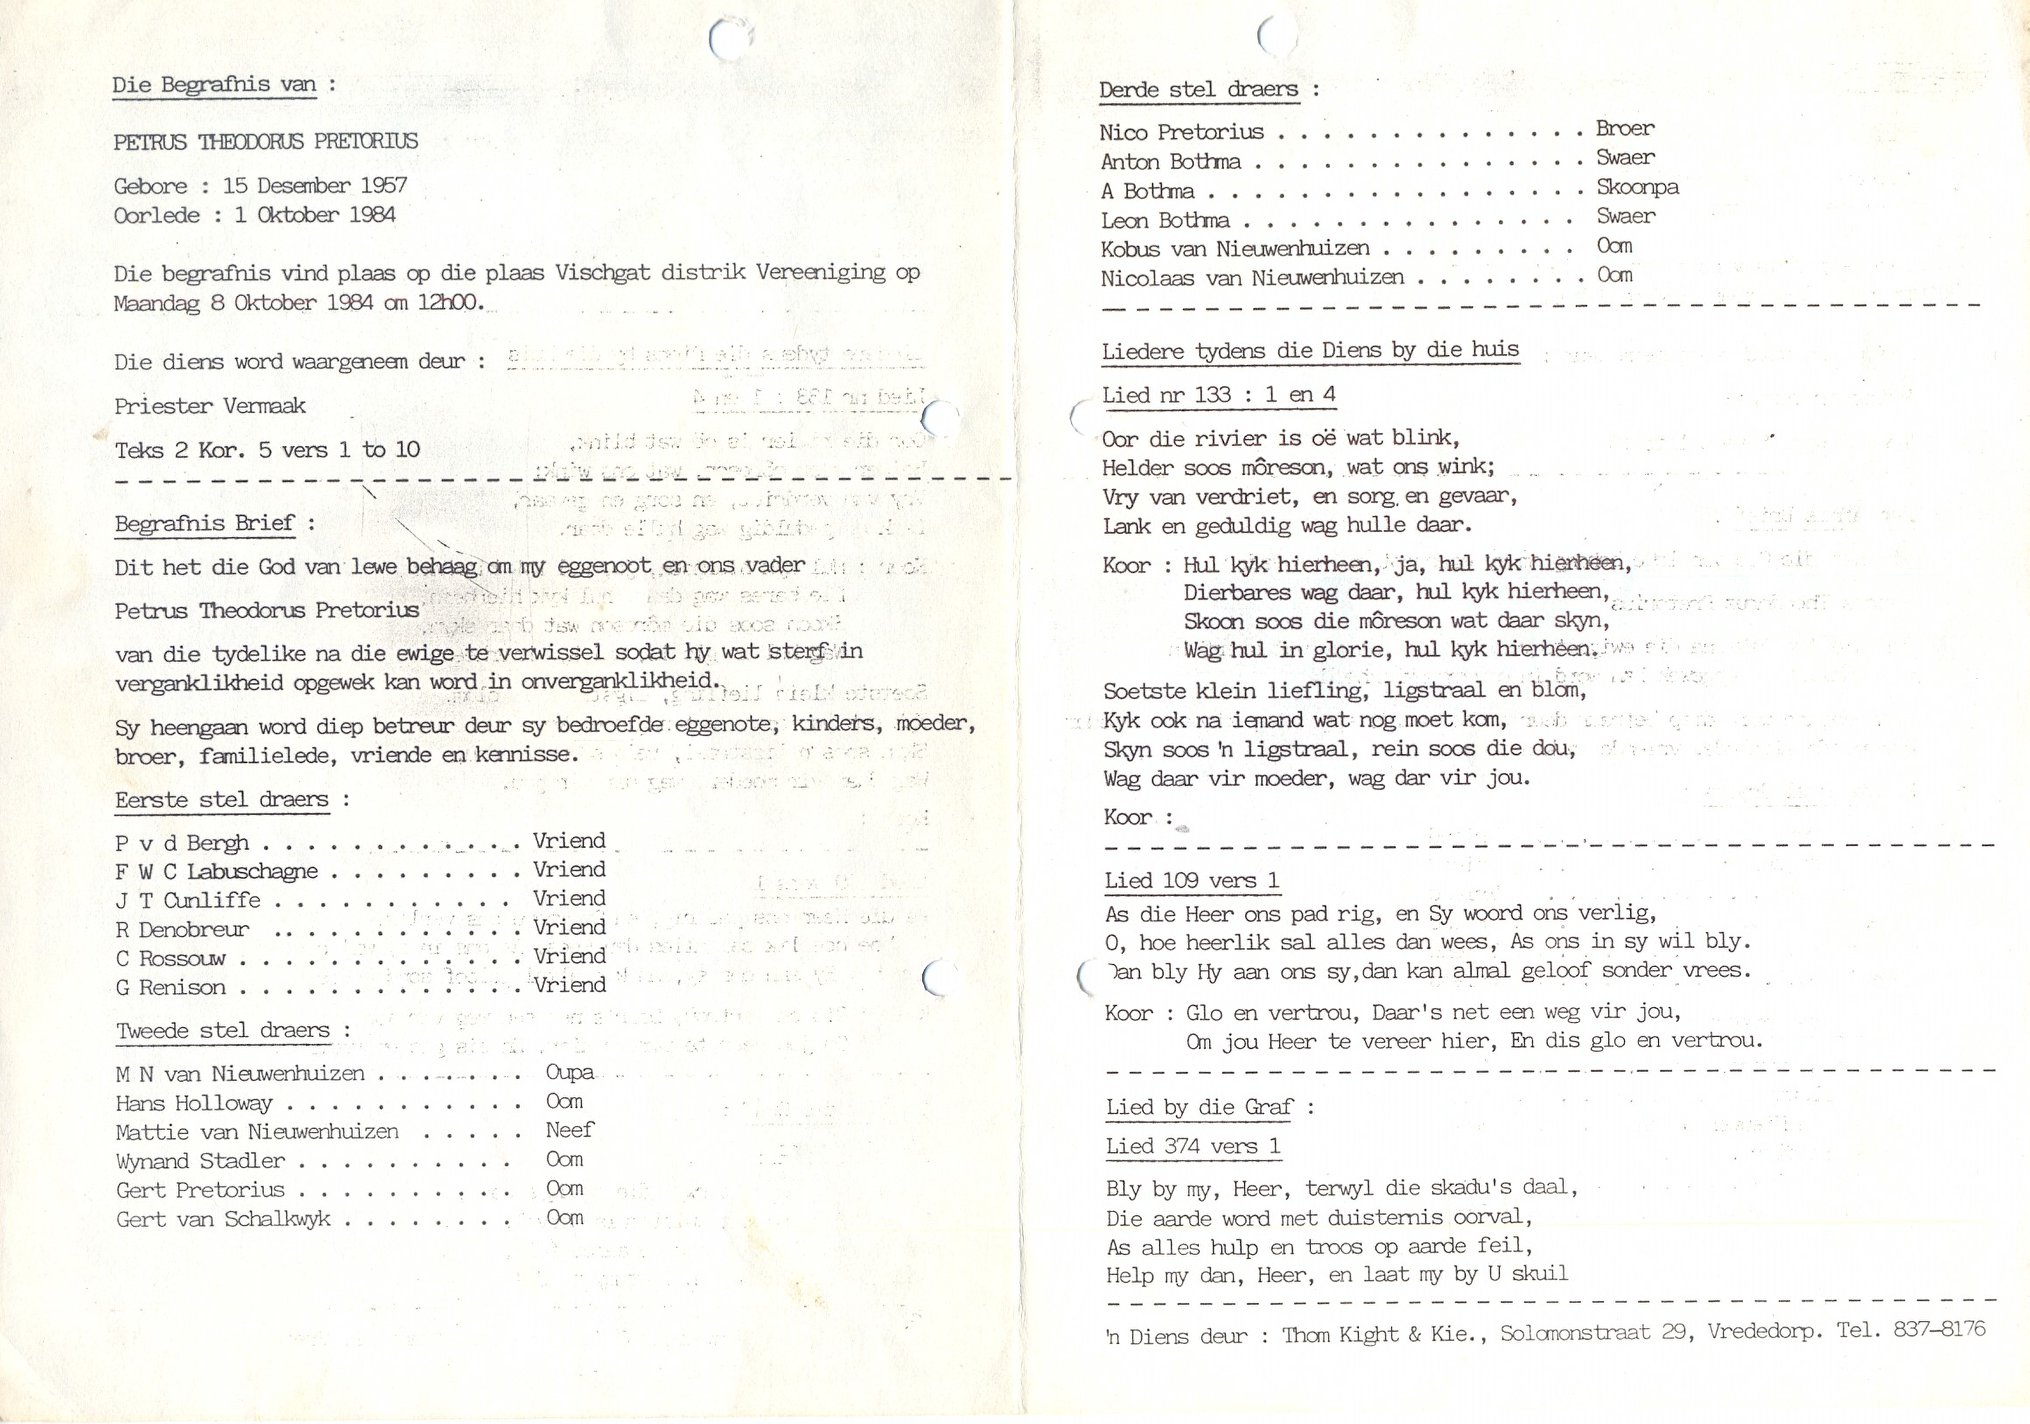 Die Begrafnis van :
PETRUS THEODORUS PRETORIUS
Gebore : 15 Desember 1957
Oorlede : 1 Oktober 1984
Die begrafnis vind plaas op die plaas Vischgat distrik Vereeniging op
Maandag 8 Oktober 1984 om 12h00.
Die diens word waargeneem deur :
Priester Vermaak
Teks 2 Kor. 5 vers 1 to 10
Begrafnis Brief :
Dit het die God van lewe behaag om my eggenoot en ons vader
Petrus Theodorus Pretorius
van die tydelike na die ewige te verwissel sodat hy wat sterf in
verganklikheid opgewek kan word in onverganklikheid.
Sy heengaan word diep betreur deur sy bedroefde eggenote, kinders, moeder,
broer, familielede, vriende en kennisse.
Eerste stel draers :
P v d Bergh . . . . . . . . . . . . Vriend
F W C Labuschagne . . . . . . . . . Vriend
J T Cunliffe . . . . . . . . . . . Vriend
R Denobreur . . . . . . . . . . . . Vriend
C Rossouw . . . . . . . . . . . . . Vriend
G Renison . . . . . . . . . . . . . Vriend
Tweede stel draers :
M N van Nieuwenhuizen . . . . . . . Oupa
Hans Holloway . . . . . . . . . . . Oom
Mattie van Nieuwenhuizen . . . . . Neef
Wynand Stadler . . . . . . . . . . Oom
Gert Pretorius . . . . . . . . . . Oom
Gert van Schalkwyk . . . . . . . . Oom
Derde stel draers :
Nico Pretorius . . . . . . . . . . . . . . Broer
Anton Bothma . . . . . . . . . . . . . . . Swaer
A Bothma . . . . . . . . . . . . . . . . . Skoonpa
Leon Bothma . . . . . . . . . . . . . . . Swaer
Kobus van Nieuwenhuizen . . . . . . . . . Oom
Nicolaas van Nieuwenhuizen . . . . . . . . Oom
Liedere tydens die Diens by die huis
Lied nr 133 : 1 en 4
Oor die rivier is oë wat blink,
Helder soos môreson, wat ons wink;
Vry van verdriet, en sorg en gevaar,
Lank en geduldig wag hulle daar.
Koor : Hul kyk hierheen, ja, hul kyk hierheen,
Dierbares wag daar, hul kyk hierheen,
Skoon soos die môreson wat daar skyn,
Wag hul in glorie, hul kyk hierheen.
Soetste klein liefling, ligstraal en blom,
Kyk ook na iemand wat nog moet kom,
Skyn soos 'n ligstraal, rein soos die dou,
Wag daar vir moeder, wag dar vir jou.
Koor :
Lied 109 vers 1
As die Heer ons pad rig, en Sy woord ons verlig,
O, hoe heerlik sal alles dan wees, As ons in sy wil bly.
Dan bly Hy aan ons sy,dan kan almal geloof sonder vrees.
Koor : Glo en vertrou, Daar's net een weg vir jou,
Om jou Heer te vereer hier, En dis glo en vertrou.
Lied by die Graf :
Lied 374 vers 1
Bly by my, Heer, terwyl die skadu's daal,
Die aarde word met duisternis oorval,
As alles hulp en troos op aarde feil,
Help my dan, Heer, en laat my by U skuil
'n Diens deur : Thom Kight & Kie., Solomonstraat 29, Vrededorp. Tel. 837-8176